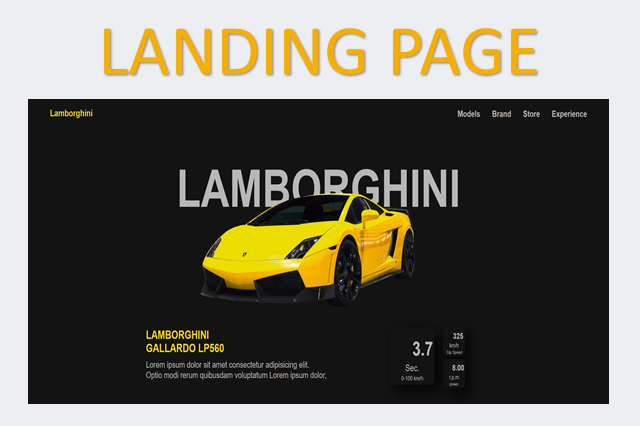 LANDING PAGE
Lamborghini
Models Brand Store Experience
LAMBORGHINI
LAMBORGHINI
GALLARDO LP560
Lorem ipsum dolor sit amet consectetur adipisicing elit.
Optio modi rerum quibusdam voluptatum Lorem ipsum dolor,
3.7
Sec.
0-100 km/h
325
km/h
Top Speed
8.00
r.p.m
power